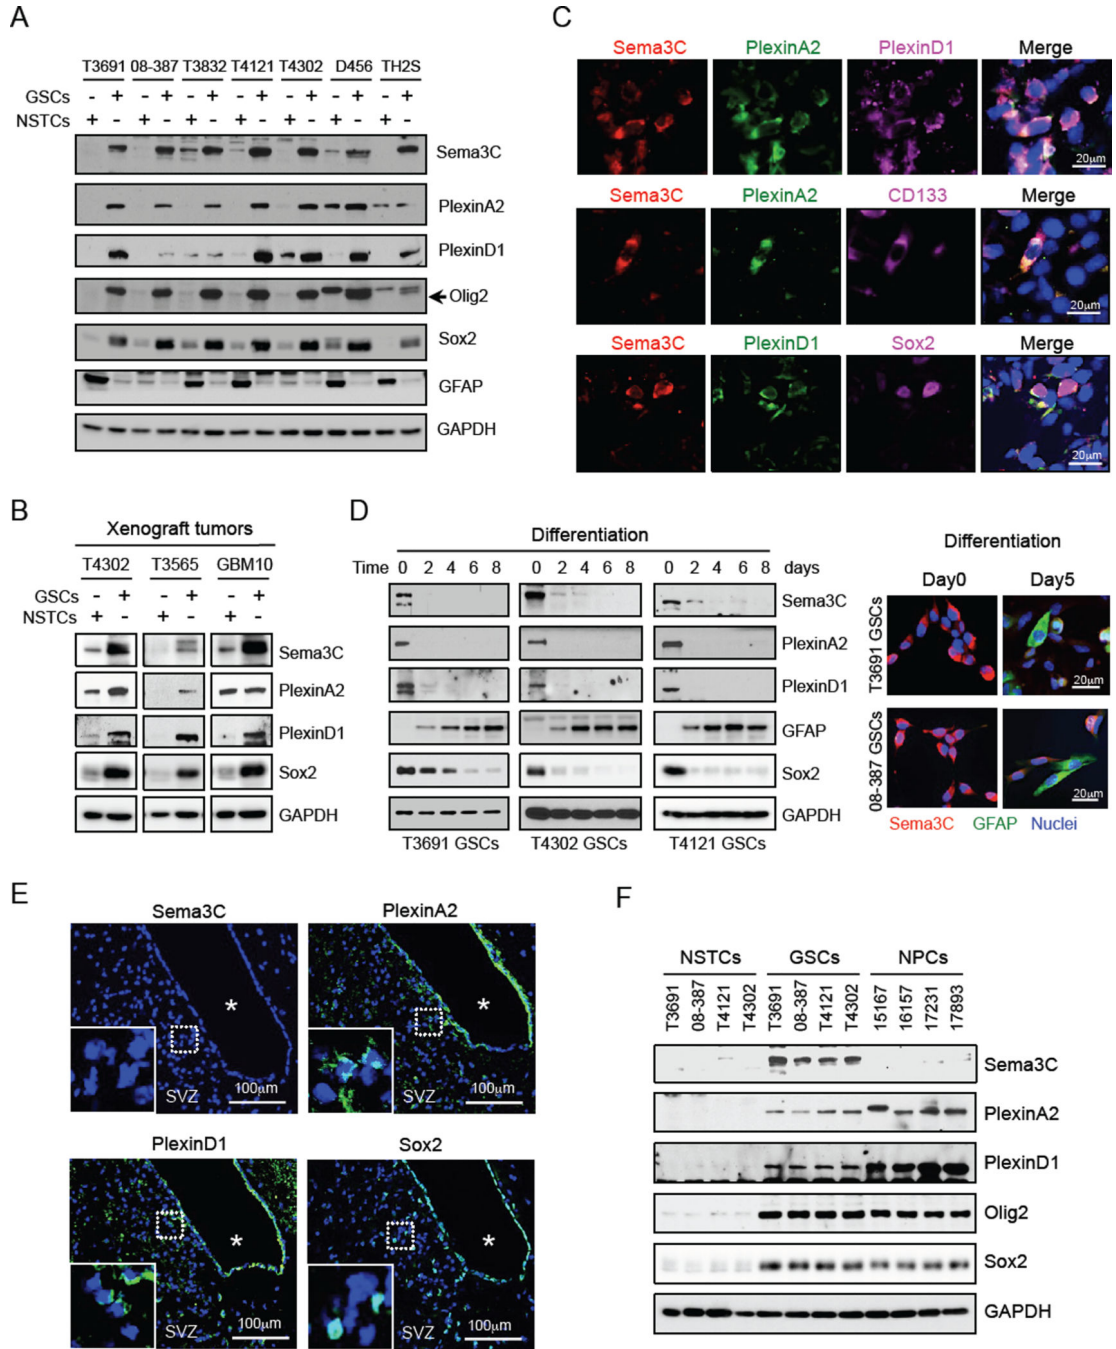 A
T3691 08-387 T3832 T4121 T4302 D456 TH2S
GSCs - + - + - + - + - + - + - +
NSTCs + - + - + - + - + - + - + -
Sema3C
PlexinA2
PlexinD1
Olig2
Sox2
GFAP
GAPDH
B
Xenograft tumors
T4302 T3565 GBM10
GSCs - + - + - +
NSTCs + - + - + -
Sema3C
PlexinA2
PlexinD1
Sox2
GAPDH
C
Sema3C PlexinA2 PlexinD1 Merge
20μm
Sema3C PlexinA2 CD133 Merge
20μm
Sema3C PlexinD1 Sox2 Merge
20μm
D
Differentiation
Time 0 2 4 6 8 0 2 4 6 8 0 2 4 6 8 days
Sema3C
PlexinA2
PlexinD1
GFAP
Sox2
GAPDH
T3691 GSCs T4302 GSCs T4121 GSCs
Differentiation
Day0 Day5
T3691 GSCs
20μm
08-387 GSCs
20μm
Sema3C GFAP Nuclei
E
Sema3C PlexinA2
* *
SVZ 100μm SVZ 100μm
PlexinD1 Sox2
* *
SVZ 100μm SVZ 100μm
F
NSTCs GSCs NPCs
T3691 08-387 T4121 T4302 T3691 08-387 T4121 T4302 15167 16157 17231 17893
Sema3C
PlexinA2
PlexinD1
Olig2
Sox2
GAPDH